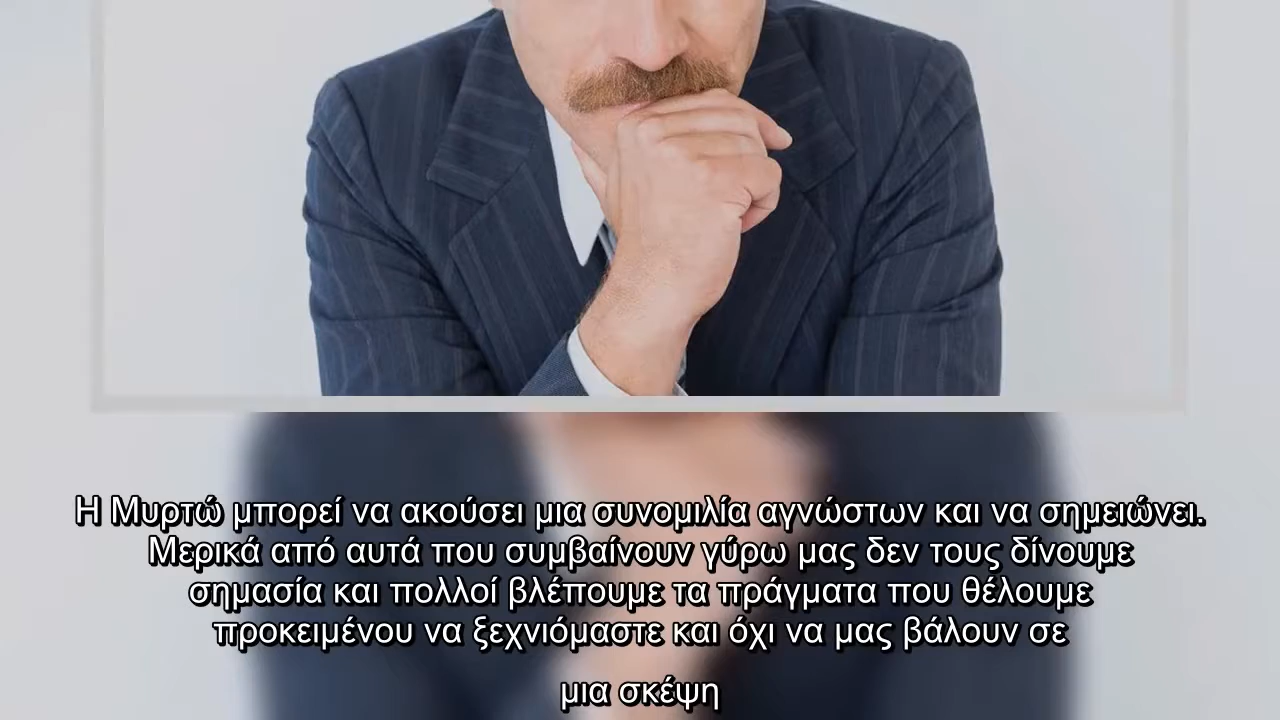 Η Μυρτώ μπορεί να ακούσει μια συνομιλία αγνώστων και να σημειώνει.
Μερικά από αυτά που συμβαίνουν γύρω μας δεν τους δίνουμε
σημασία και πολλοί βλέπουμε τα πράγματα που θέλουμε
προκειμένου να ξεχνιόμαστε και όχι να μας βάλουν σε
μια σκέψη